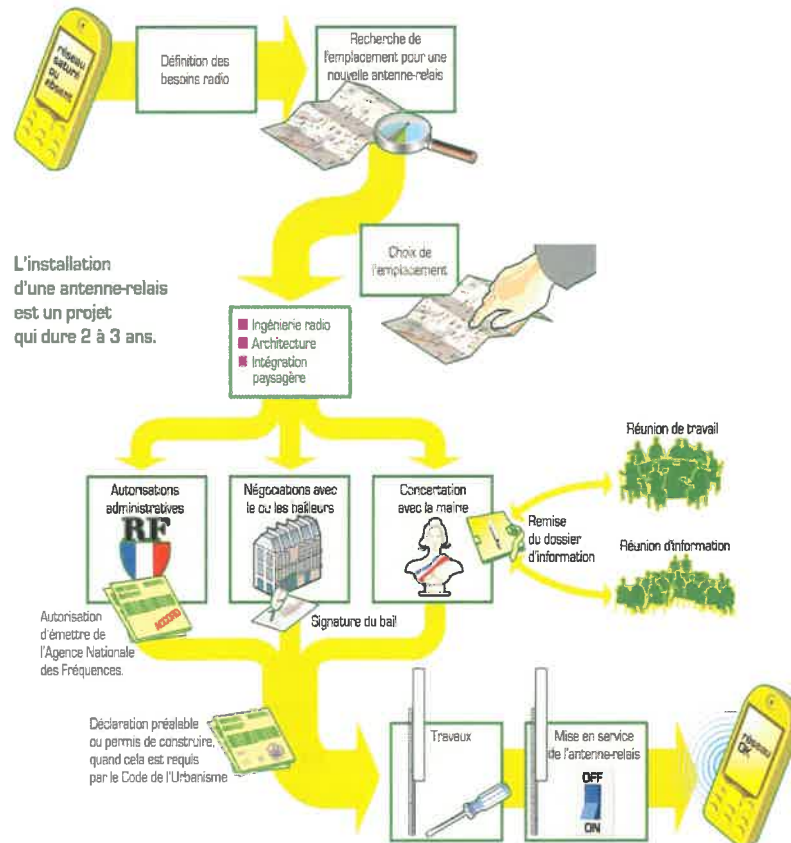 réseau
saturé
ou
absent
Définition des
besoins radio
Recherche de
l'emplacement pour une
nouvelle antenne-relais
L'installation
d'une antenne-relais
est un projet
qui dure 2 à 3 ans.
Choix de
l'emplacement
Ingénierie radio
Architecture
Intégration
paysagère
Autorisations
administratives
RF
ACCORD
Autorisation
d'émettre de
l'Agence Nationale
des Fréquences.
Négociations avec
le ou les bailleurs
Signature du bail
Concertation
avec la mairie
Remise
du dossier
d'information
Réunion de travail
Réunion d'information
Déclaration préalable
ou permis de construire,
quand cela est requis
par le Code de l'Urbanisme
Travaux
Mise en service
de l'antenne-relais
OFF
ON
réseau
OK